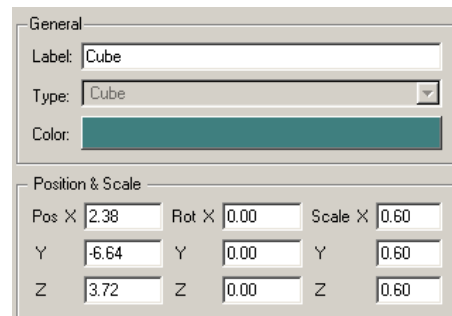 General
Label: Cube
Type: Cube
Color:
Position & Scale
Pos X 2.38 Rot X 0.00 Scale X 0.60
Y -6.64 Y 0.00 Y 0.60
Z 3.72 Z 0.00 Z 0.60